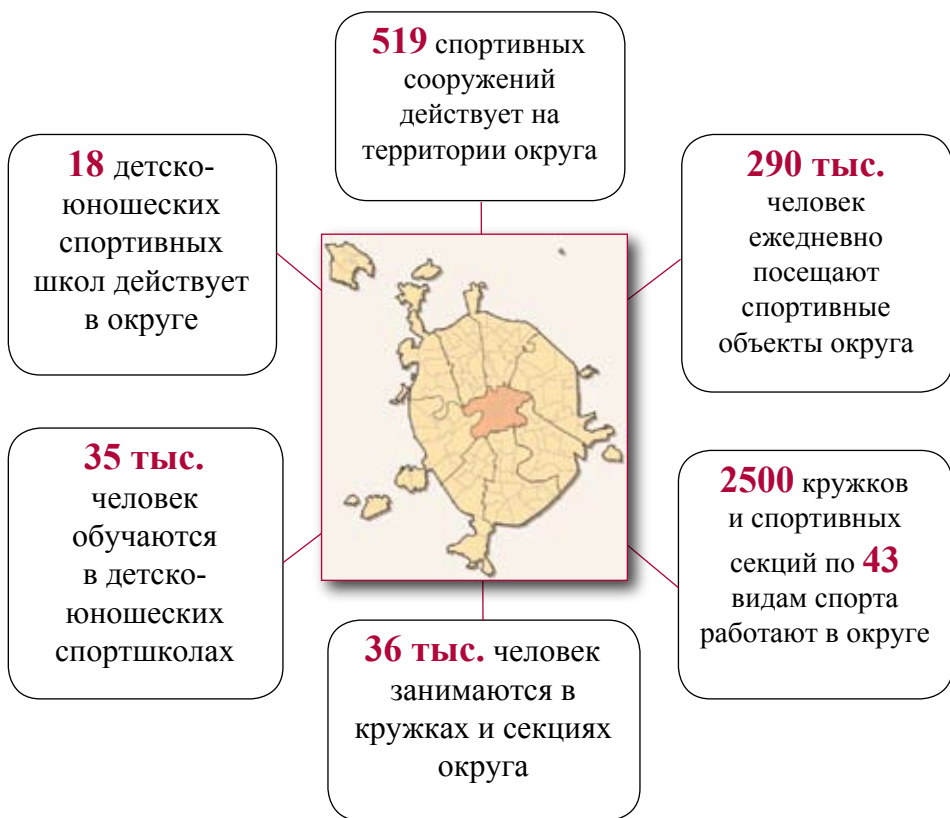 519 спортивных
сооружений
действует на
территории округа
18 детско-
юношеских
спортивных
школ действует
в округе
290 тыс.
человек
ежедневно
посещают
спортивные
объекты округа
35 тыс.
человек
обучаются
в детско-
юношеских
спортшколах
2500 кружков
и спортивных
секций по 43
видам спорта
работают в округе
36 тыс. человек
занимаются в
кружках и секциях
округа